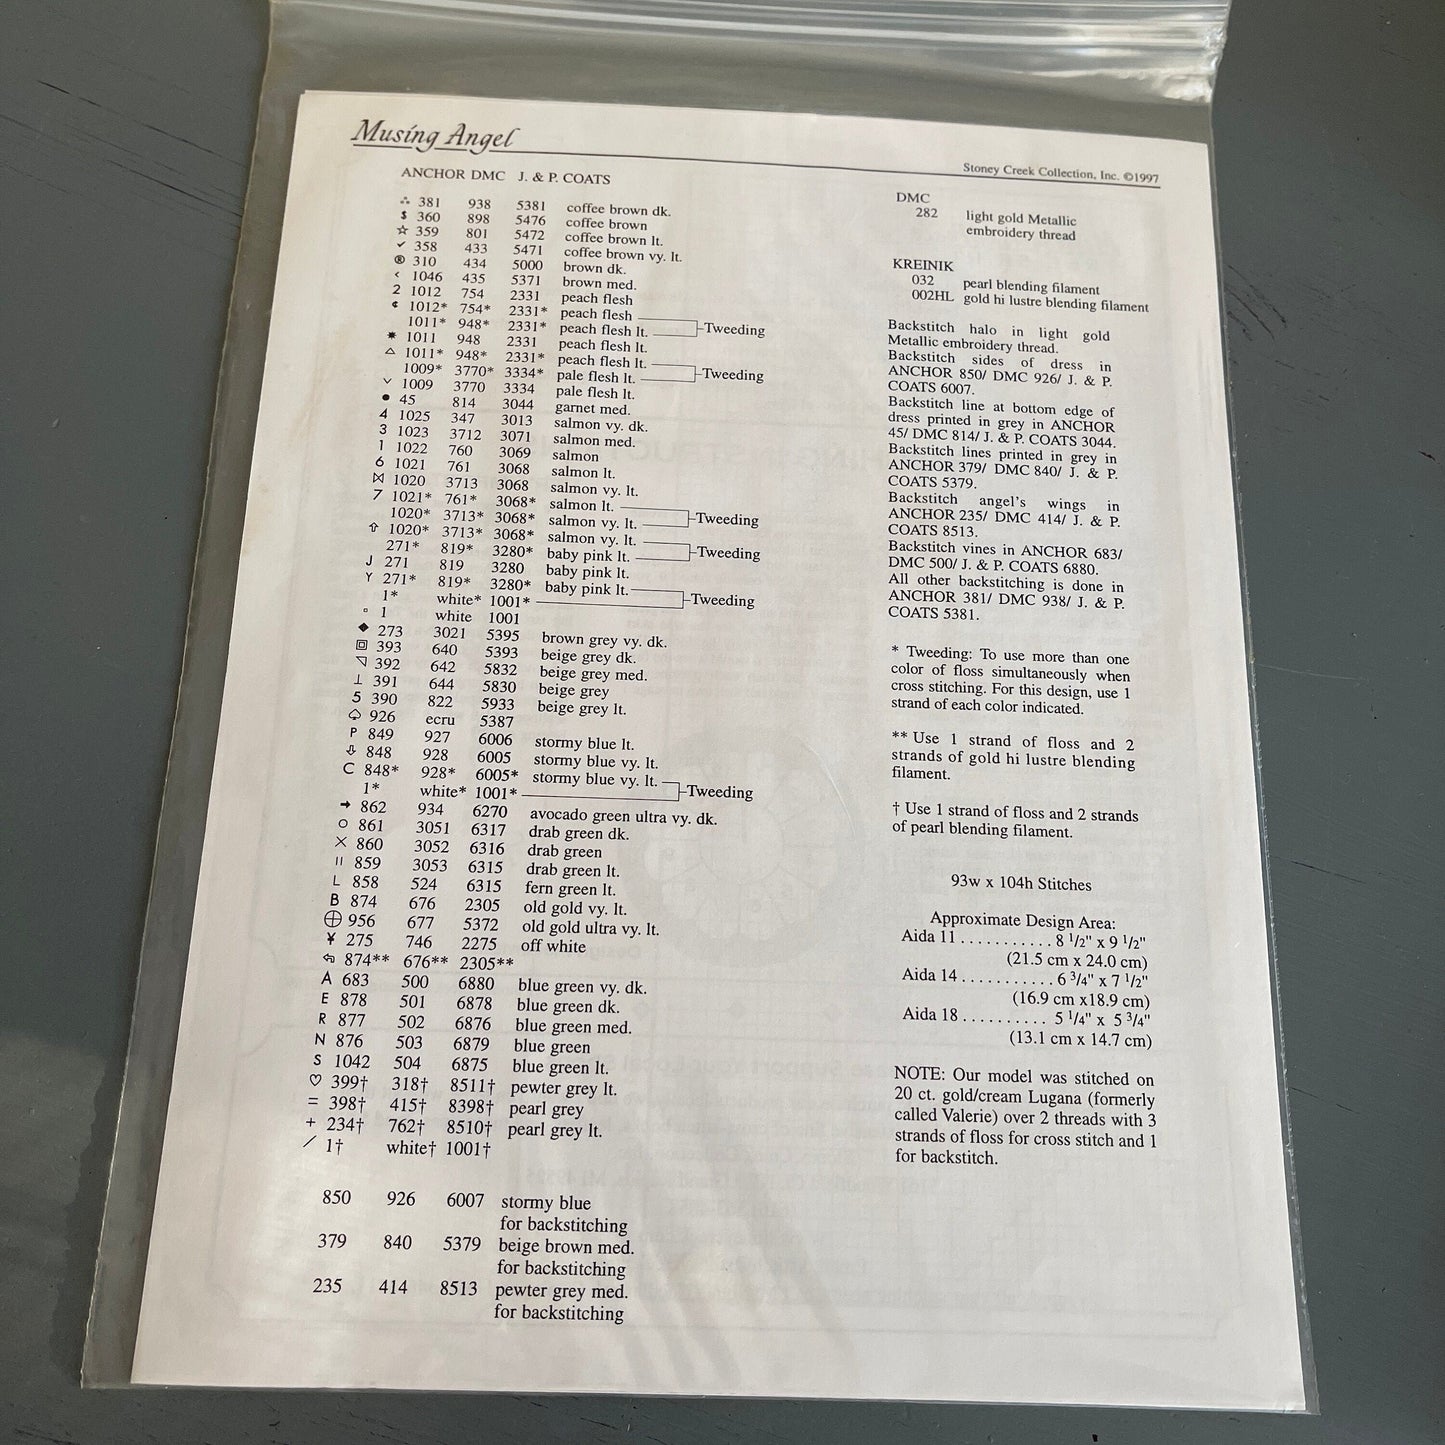 Musing Angel
Stoney Creek Collection, Inc. ©1997
ANCHOR DMC J. & P. COATS
∴ 381 938 5381 coffee brown dk.
$ 360 898 5476 coffee brown
☆ 359 801 5472 coffee brown lt.
✓ 358 433 5471 coffee brown vy. lt.
® 310 434 5000 brown dk.
< 1046 435 5371 brown med.
2 1012 754 2331 peach flesh
¢ 1012* 754* 2331* peach flesh
1011* 948* 2331* peach flesh lt. Tweeding
✷ 1011 948 2331 peach flesh lt.
△ 1011* 948* 2331* peach flesh lt.
1009* 3770* 3334* pale flesh lt. Tweeding
∨ 1009 3770 3334 pale flesh lt.
● 45 814 3044 garnet med.
4 1025 347 3013 salmon vy. dk.
3 1023 3712 3071 salmon med.
1 1022 760 3069 salmon
6 1021 761 3068 salmon lt.
⋈ 1020 3713 3068 salmon vy. lt.
7 1021* 761* 3068* salmon lt.
1020* 3713* 3068* salmon vy. lt. Tweeding
⇧ 1020* 3713* 3068* salmon vy. lt.
271* 819* 3280* baby pink lt. Tweeding
J 271 819 3280 baby pink lt.
Y 271* 819* 3280* baby pink lt.
1* white* 1001* Tweeding
▫ 1 white 1001
◆ 273 3021 5395 brown grey vy. dk.
▣ 393 640 5393 beige grey dk.
◹ 392 642 5832 beige grey med.
⊥ 391 644 5830 beige grey
5 390 822 5933 beige grey lt.
♤ 926 ecru 5387
P 849 927 6006 stormy blue lt.
⇩ 848 928 6005 stormy blue vy. lt.
C 848* 928* 6005* stormy blue vy. lt.
1* white* 1001* Tweeding
→ 862 934 6270 avocado green ultra vy. dk.
○ 861 3051 6317 drab green dk.
× 860 3052 6316 drab green
II 859 3053 6315 drab green lt.
L 858 524 6315 fern green lt.
B 874 676 2305 old gold vy. lt.
⊕ 956 677 5372 old gold ultra vy. lt.
¥ 275 746 2275 off white
↰ 874** 676** 2305**
A 683 500 6880 blue green vy. dk.
E 878 501 6878 blue green dk.
R 877 502 6876 blue green med.
N 876 503 6879 blue green
S 1042 504 6875 blue green lt.
♡ 399† 318† 8511† pewter grey lt.
= 398† 415† 8398† pearl grey
+ 234† 762† 8510† pearl grey lt.
/ 1† white† 1001†
850 926 6007 stormy blue
for backstitching
379 840 5379 beige brown med.
for backstitching
235 414 8513 pewter grey med.
for backstitching
DMC
282 light gold Metallic
embroidery thread
KREINIK
032 pearl blending filament
002HL gold hi lustre blending filament
Backstitch halo in light gold
Metallic embroidery thread.
Backstitch sides of dress in
ANCHOR 850/ DMC 926/ J. & P.
COATS 6007.
Backstitch line at bottom edge of
dress printed in grey in ANCHOR
45/ DMC 814/ J. & P. COATS 3044.
Backstitch lines printed in grey in
ANCHOR 379/ DMC 840/ J. & P.
COATS 5379.
Backstitch angel's wings in
ANCHOR 235/ DMC 414/ J. & P.
COATS 8513.
Backstitch vines in ANCHOR 683/
DMC 500/ J. & P. COATS 6880.
All other backstitching is done in
ANCHOR 381/ DMC 938/ J. & P.
COATS 5381.
* Tweeding: To use more than one
color of floss simultaneously when
cross stitching. For this design, use 1
strand of each color indicated.
** Use 1 strand of floss and 2
strands of gold hi lustre blending
filament.
† Use 1 strand of floss and 2 strands
of pearl blending filament.
93w x 104h Stitches
Approximate Design Area:
Aida 11 . . . . . . . . . . . 8 1/2" x 9 1/2"
(21.5 cm x 24.0 cm)
Aida 14 . . . . . . . . . . . 6 3/4" x 7 1/2"
(16.9 cm x18.9 cm)
Aida 18 . . . . . . . . . . 5 1/4" x 5 3/4"
(13.1 cm x 14.7 cm)
NOTE: Our model was stitched on
20 ct. gold/cream Lugana (formerly
called Valerie) over 2 threads with 3
strands of floss for cross stitch and 1
for backstitch.